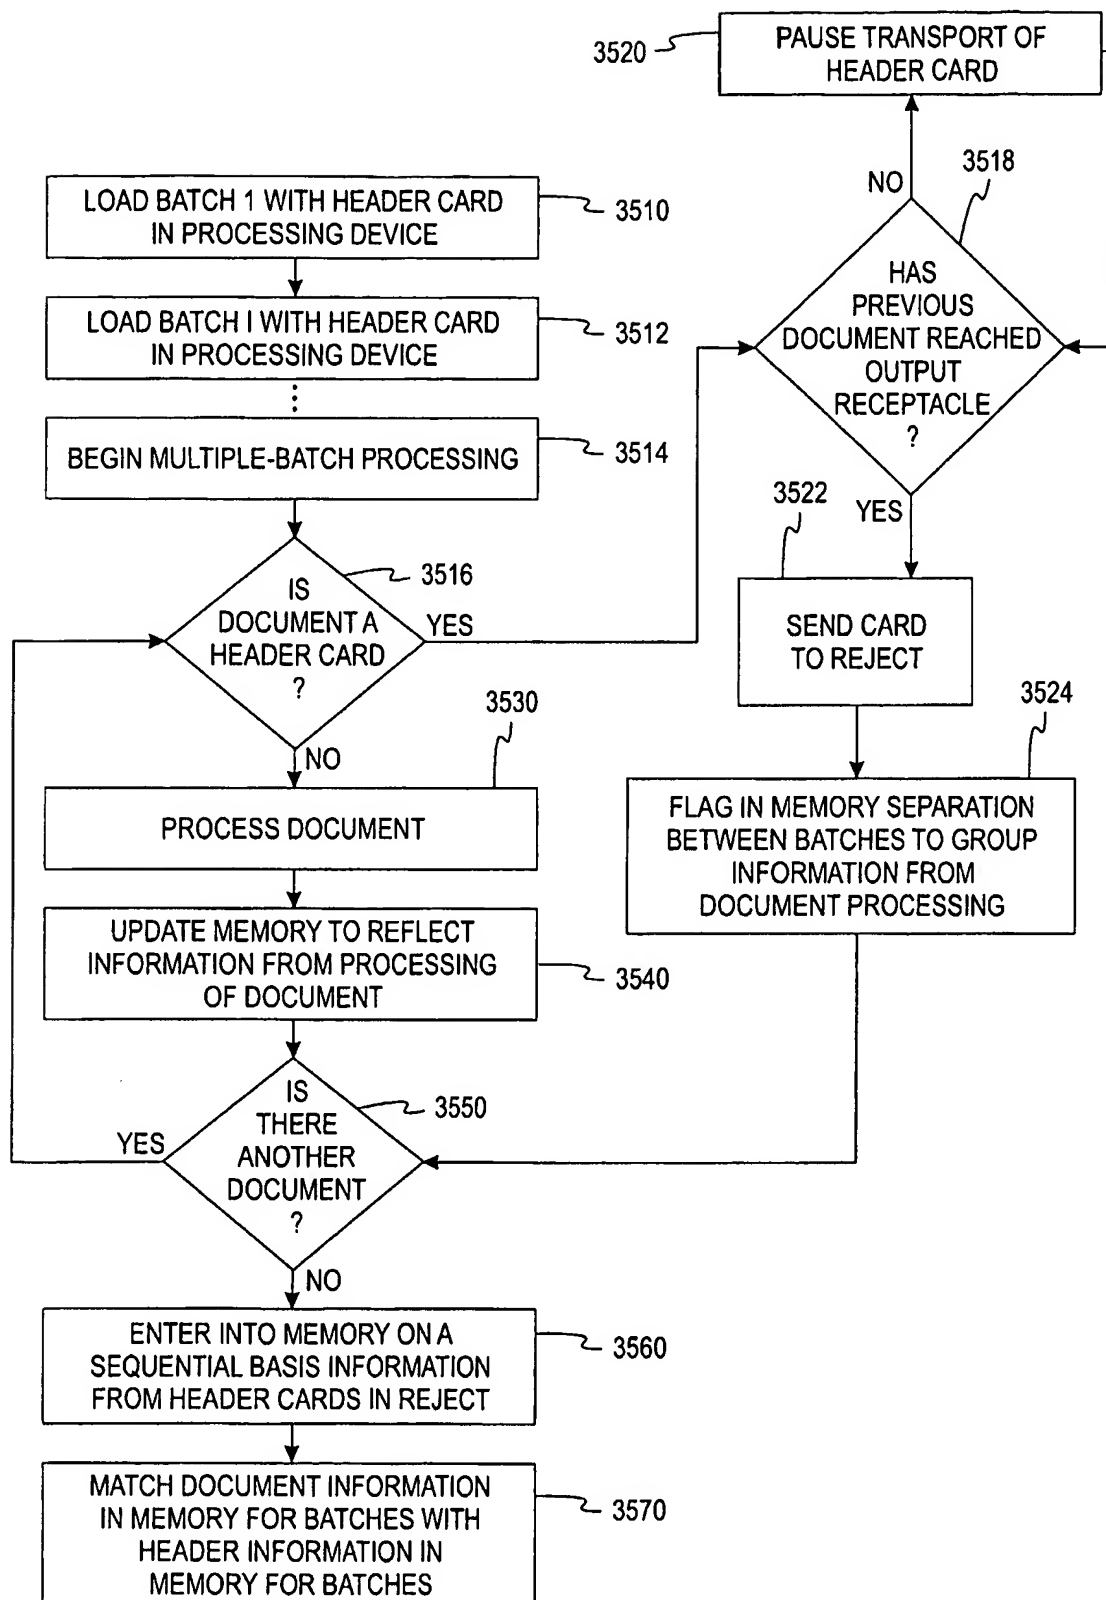 3520
PAUSE TRANSPORT OF
HEADER CARD
NO
3518
HAS
PREVIOUS
DOCUMENT REACHED
OUTPUT
RECEPTACLE
?
YES
3522
SEND CARD
TO REJECT
3524
FLAG IN MEMORY SEPARATION
BETWEEN BATCHES TO GROUP
INFORMATION FROM
DOCUMENT PROCESSING
LOAD BATCH 1 WITH HEADER CARD
IN PROCESSING DEVICE
3510
LOAD BATCH I WITH HEADER CARD
IN PROCESSING DEVICE
3512
BEGIN MULTIPLE-BATCH PROCESSING
3514
IS
DOCUMENT A
HEADER CARD
?
3516
YES
NO
3530
PROCESS DOCUMENT
UPDATE MEMORY TO REFLECT
INFORMATION FROM PROCESSING
OF DOCUMENT
3540
IS
THERE
ANOTHER
DOCUMENT
?
3550
YES
NO
ENTER INTO MEMORY ON A
SEQUENTIAL BASIS INFORMATION
FROM HEADER CARDS IN REJECT
3560
MATCH DOCUMENT INFORMATION
IN MEMORY FOR BATCHES WITH
HEADER INFORMATION IN
MEMORY FOR BATCHES
3570